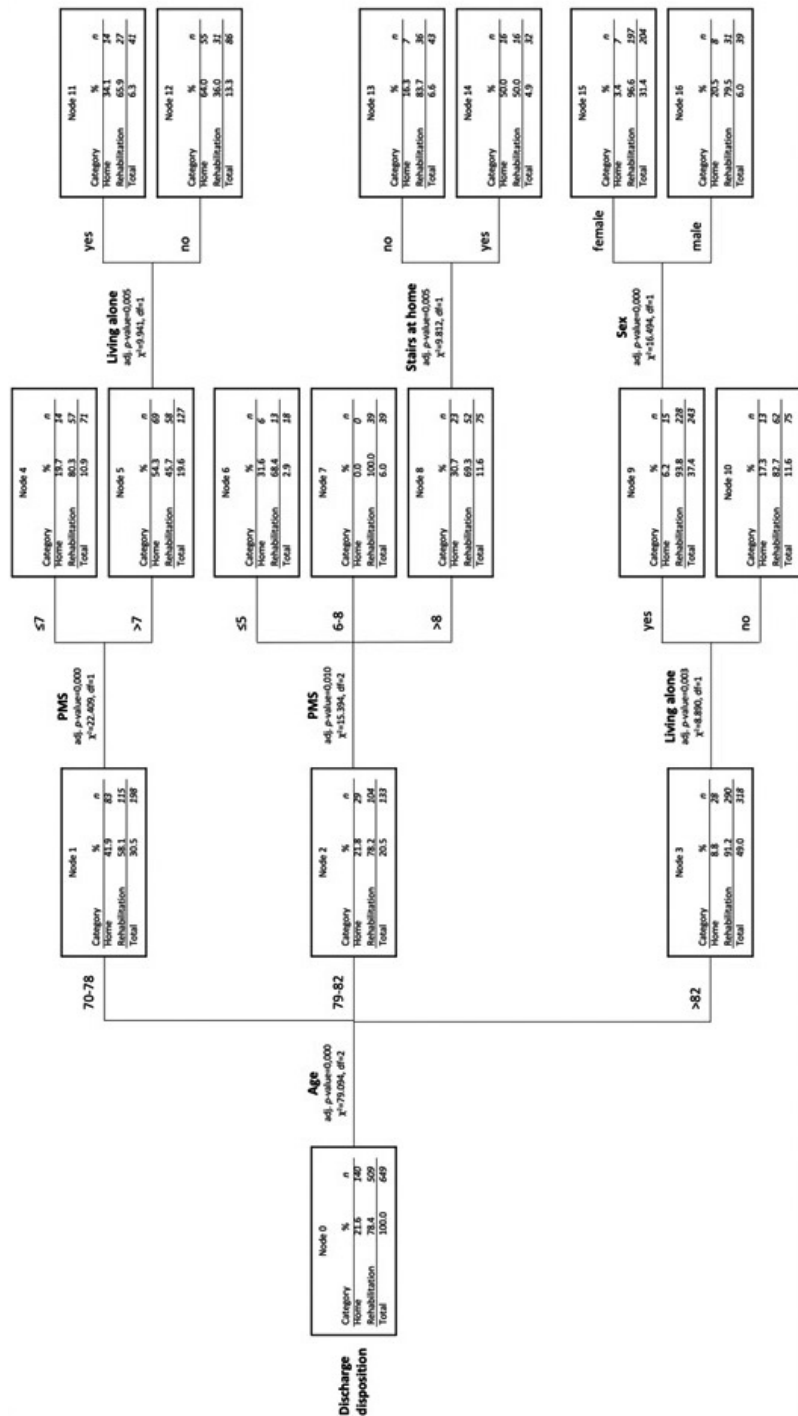 Discharge
disposition
Node 0
Category % n
Home 21.6 140
Rehabilitation 78.4 509
Total 100.0 649
Age
adj. p-value=0,000
χ²=79.094, df=2
70-78
79-82
>82
Node 1
Category % n
Home 41.9 83
Rehabilitation 58.1 115
Total 30.5 198
Node 2
Category % n
Home 21.8 29
Rehabilitation 78.2 104
Total 20.5 133
Node 3
Category % n
Home 8.8 28
Rehabilitation 91.2 290
Total 49.0 318
PMS
adj. p-value=0,000
χ²=22.409, df=1
≤7
>7
PMS
adj. p-value=0,010
χ²=15.394, df=2
≤5
6-8
>8
Living alone
adj. p-value=0,003
χ²=8.890, df=1
yes
no
Node 4
Category % n
Home 19.7 14
Rehabilitation 80.3 57
Total 10.9 71
Node 5
Category % n
Home 54.3 69
Rehabilitation 45.7 58
Total 19.6 127
Node 6
Category % n
Home 31.6 6
Rehabilitation 68.4 13
Total 2.9 18
Node 7
Category % n
Home 0.0 0
Rehabilitation 100.0 39
Total 6.0 39
Node 8
Category % n
Home 30.7 23
Rehabilitation 69.3 52
Total 11.6 75
Node 9
Category % n
Home 6.2 15
Rehabilitation 93.8 228
Total 37.4 243
Node 10
Category % n
Home 17.3 13
Rehabilitation 82.7 62
Total 11.6 75
Living alone
adj. p-value=0,005
χ²=9.941, df=1
yes
no
Stairs at home
adj. p-value=0,005
χ²=9.812, df=1
no
yes
Sex
adj. p-value=0,000
χ²=16.494, df=1
female
male
Node 11
Category % n
Home 34.1 14
Rehabilitation 65.9 27
Total 6.3 41
Node 12
Category % n
Home 64.0 55
Rehabilitation 36.0 31
Total 13.3 86
Node 13
Category % n
Home 16.3 7
Rehabilitation 83.7 36
Total 6.6 43
Node 14
Category % n
Home 50.0 16
Rehabilitation 50.0 16
Total 4.9 32
Node 15
Category % n
Home 3.4 7
Rehabilitation 96.6 197
Total 31.4 204
Node 16
Category % n
Home 20.5 8
Rehabilitation 79.5 31
Total 6.0 39